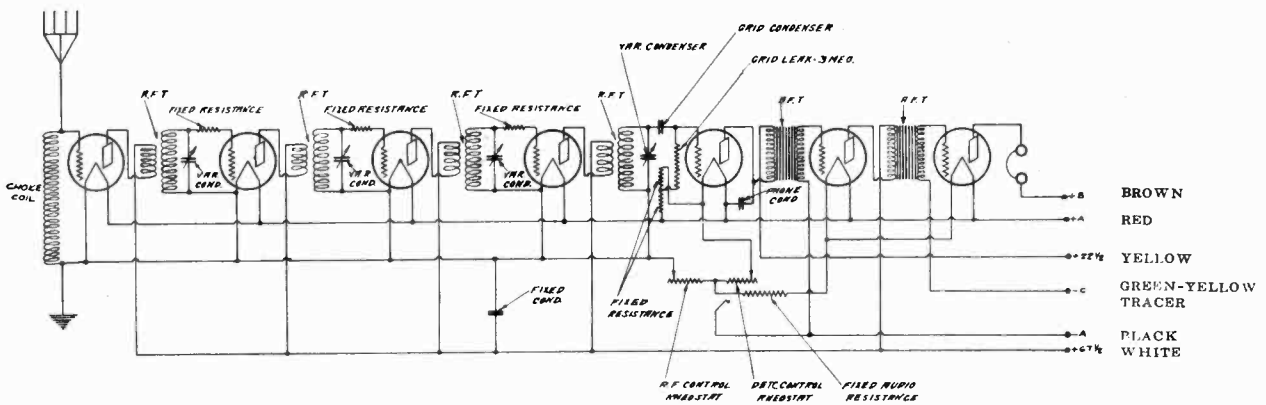 GRID CONDENSER
VAR. CONDENSER
GRID LEAK-3 MEG.
R.F.T
FIXED RESISTANCE
R.F.T
FIXED RESISTANCE
R.F.T
FIXED RESISTANCE
R.F.T
A.F.T
A.F.T
VAR.
COND.
VAR
COND.
VAR.
COND.
CHOKE
COIL
PHONE
COND
+B BROWN
+A RED
+22½ YELLOW
-C GREEN-YELLOW
TRACER
FIXED
COND.
FIXED
RESISTANCE
-A BLACK
+67½ WHITE
R.F CONTROL
RHEOSTAT
DETC. CONTROL
RHEOSTAT
FIXED AUDIO
RESISTANCE